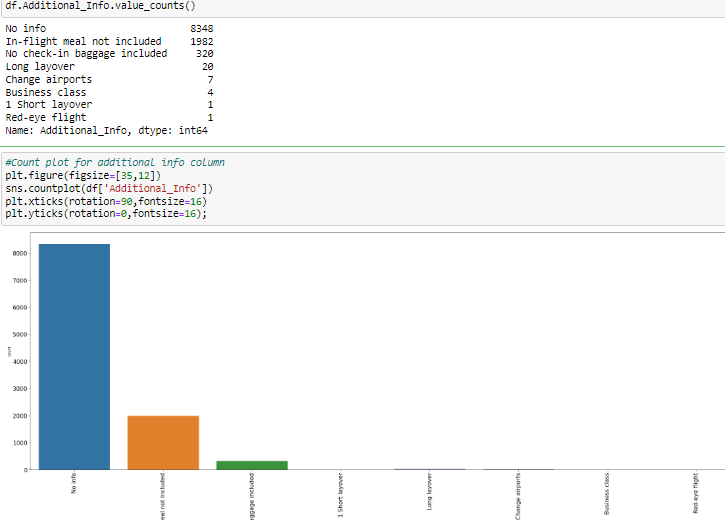 df.Additional_Info.value_counts()
No info 8348
In-flight meal not included 1982
No check-in baggage included 320
Long layover 20
Change airports 7
Business class 4
1 Short layover 1
Red-eye flight 1
Name: Additional_Info, dtype: int64
#Count plot for additional info column
plt.figure(figsize=[35,12])
sns.countplot(df['Additional_Info'])
plt.xticks(rotation=90,fontsize=16)
plt.yticks(rotation=0,fontsize=16);
8000
7000
6000
5000
4000
3000
2000
1000
0
count
No info
eal not included
ggage included
1 Short layover
Long layover
Change airports
Business class
Red-eye flight